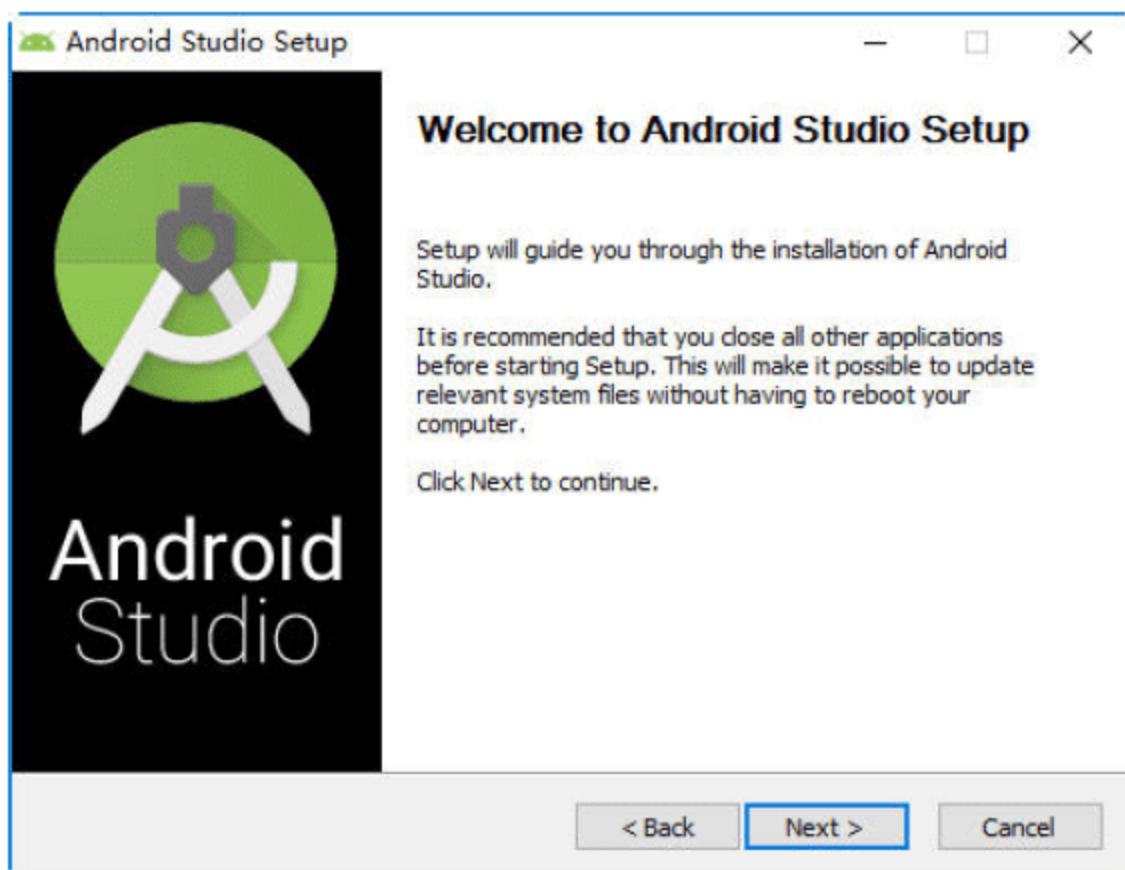 Android Studio Setup
Welcome to Android Studio Setup
Setup will guide you through the installation of Android
Studio.
It is recommended that you close all other applications
before starting Setup. This will make it possible to update
relevant system files without having to reboot your
computer.
Click Next to continue.
Android
Studio
< Back Next > Cancel